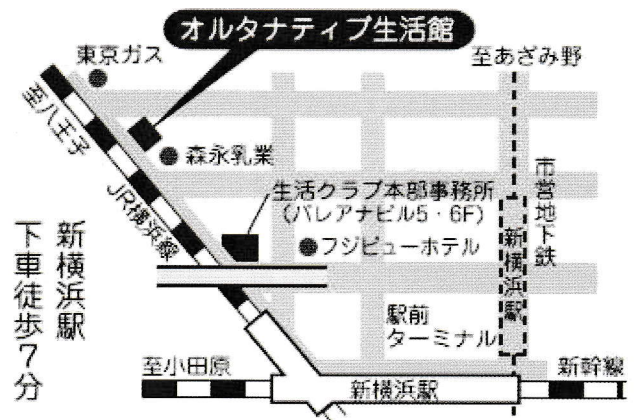 オルタナティブ生活館
東京ガス
至あざみ野
至八王子
森永乳業
JR横浜線
生活クラブ本部事務所
(バレアナビル5・6F)
フジビューホテル
市営地下鉄
新横浜駅
新横浜駅
下車徒歩7分
駅前
ターミナル
至小田原
新横浜駅
新幹線